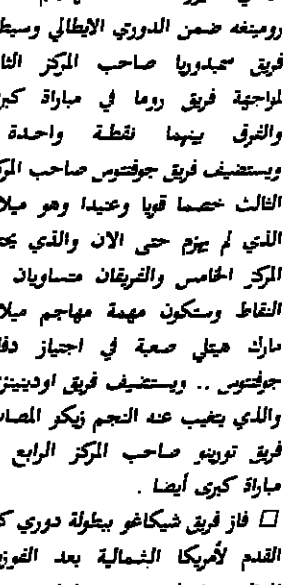 رومينغه ضمن الدوري الايطالي وسيط
فريق سمبدوريا صاحب المركز الثا
لمواجهة فريق روما في مباراة كبر
والفرق بينهما نقطة واحدة
ويستضيف فريق جوفنتوس صاحب المرك
الثالث خصما قويا وعنيدا وهو ميلا
الذي لم يهزم حتى الان والذي يحت
المركز الخامس والفريقان متساويان
النقاط وستكون مهمة مهاجم ميلا
مارك هيتلي صعبة في اجتياز دفا
جوفنتوس .. ويستضيف فريق اودينيز
والذي يتغيب عنه النجم زيكو المصا
فريق تورينو صاحب المركز الرابع
مباراة كبرى أيضا .
□ فاز فريق شيكاغو ببطولة دوري ك
القدم لأمريكا الشمالية بعد الفوز